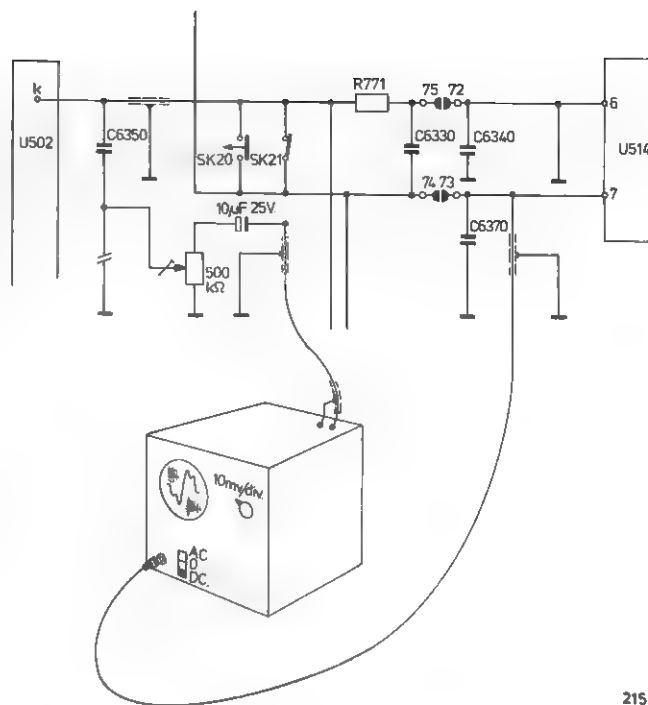 R771
75 72
k
6
U502
C6350
C6330
C6340
U514
SK20
SK21
74 73
7
10µF 25V
C6370
500
kΩ
10mV/div.
AC
0
DC
215